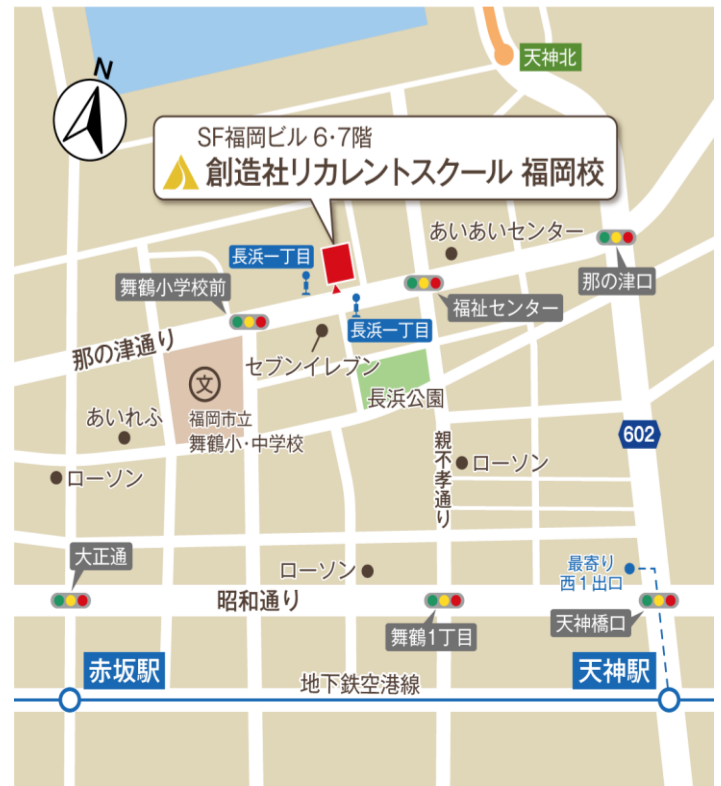 N
天神北
SF福岡ビル 6・7階
創造社リカレントスクール 福岡校
あいあいセンター
長浜一丁目
舞鶴小学校前
那の津口
福祉センター
長浜一丁目
那の津通り
セブンイレブン
長浜公園
文
あいれふ
福岡市立
舞鶴小・中学校
602
親不孝通り
ローソン
ローソン
大正通
ローソン
最寄り
西1出口
昭和通り
舞鶴1丁目
天神橋口
赤坂駅
地下鉄空港線
天神駅